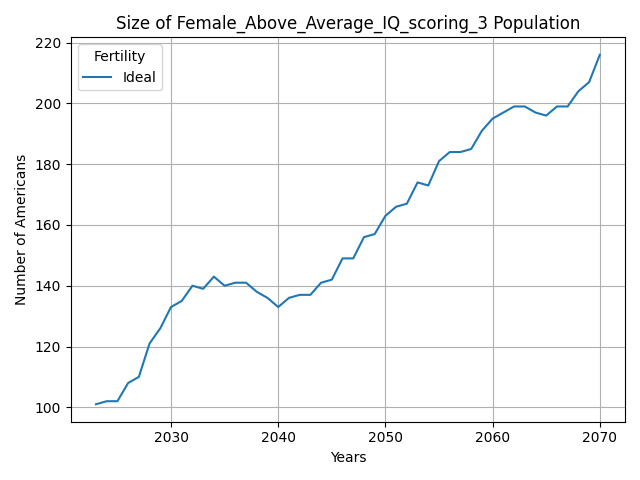 Size of Female_Above_Average_IQ_scoring_3 Population
Fertility
Ideal
Number of Americans
220
200
180
160
140
120
100
2030 2040 2050 2060 2070
Years